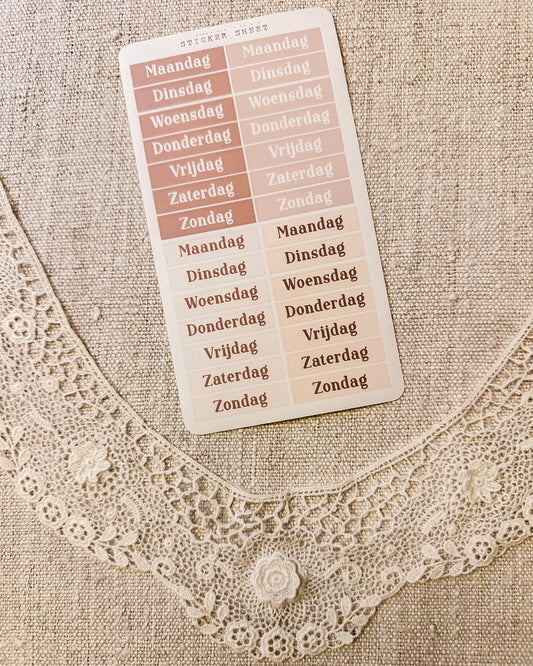 STICKER SHEET
Maandag Maandag
Dinsdag Dinsdag
Woensdag Woensdag
Donderdag Donderdag
Vrijdag Vrijdag
Zaterdag Zaterdag
Zondag Zondag
Maandag Maandag
Dinsdag Dinsdag
Woensdag Woensdag
Donderdag Donderdag
Vrijdag Vrijdag
Zaterdag Zaterdag
Zondag Zondag